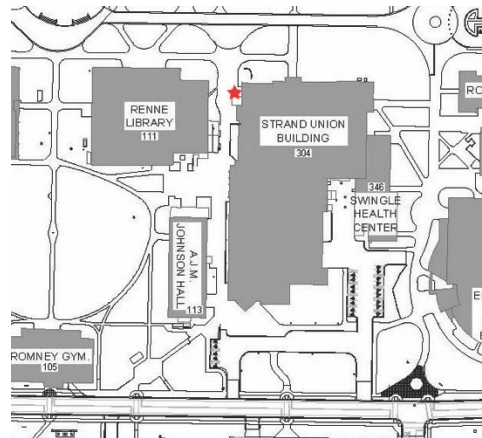 RENNE
LIBRARY
111
STRAND UNION
BUILDING
304
RO
346
SWINGLE
HEALTH
CENTER
A.J.M.
JOHNSON HALL
113
E
ROMNEY GYM.
105